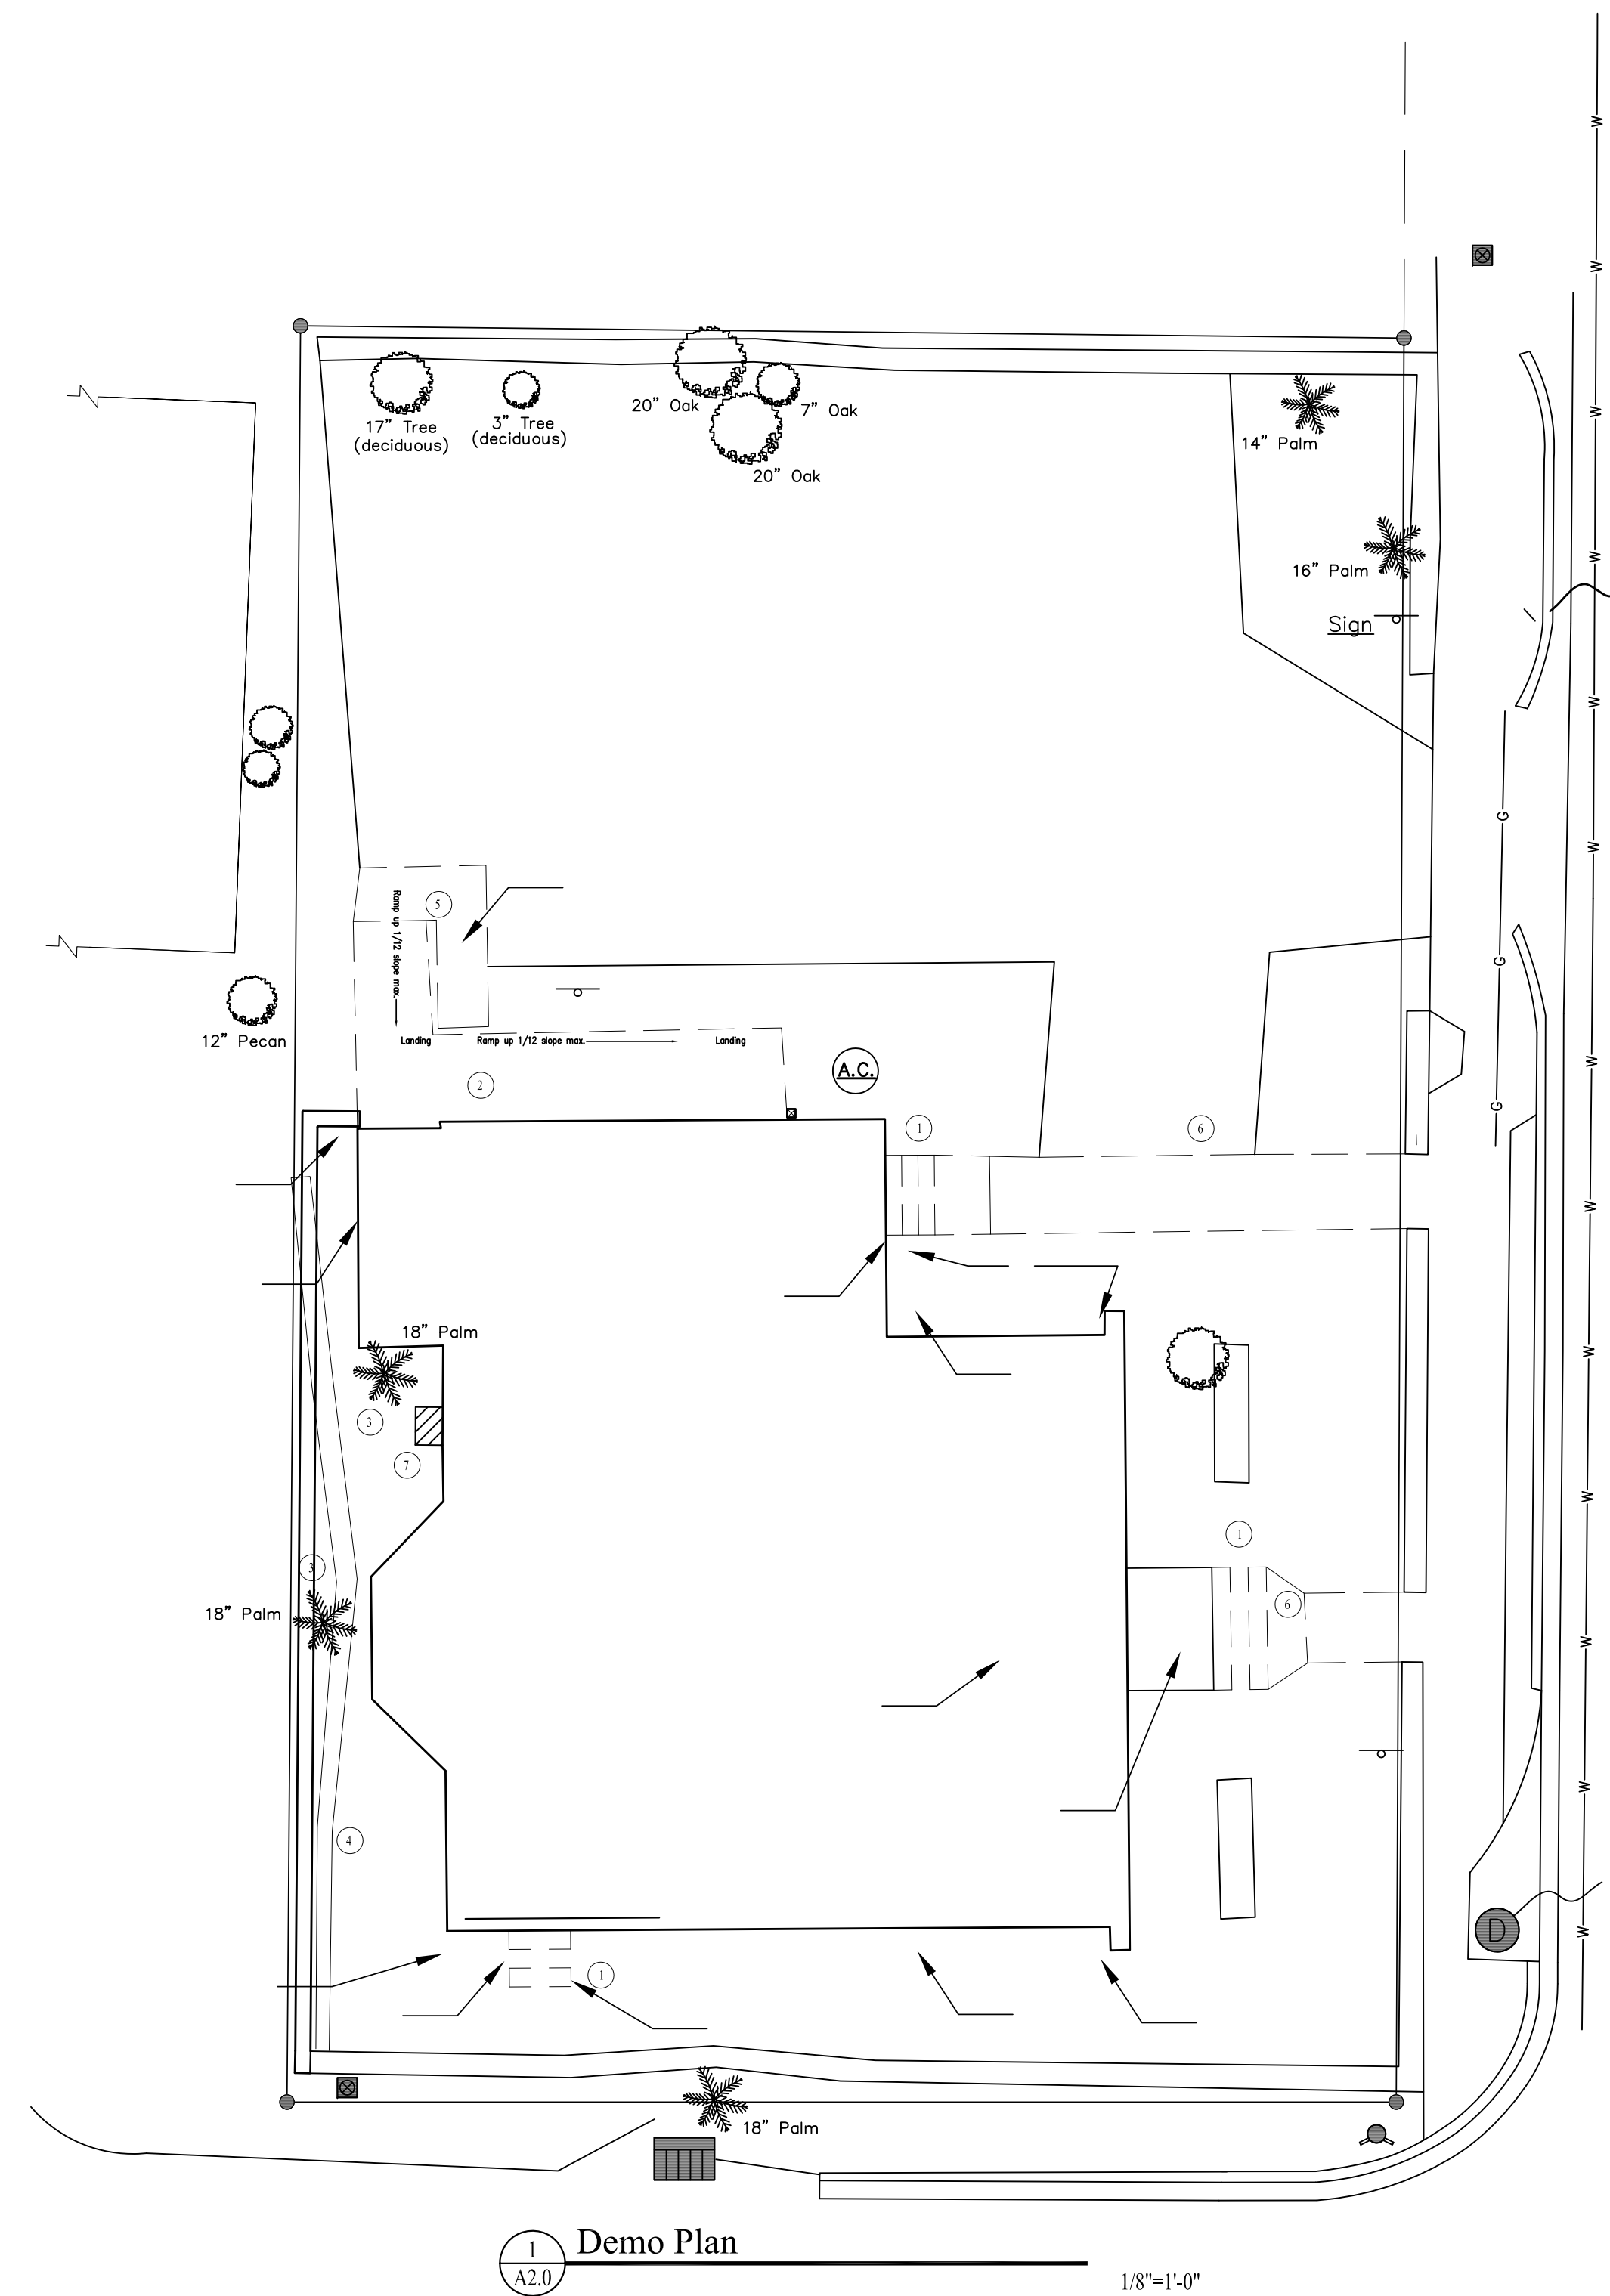 W
W
W
17” Tree
(deciduous)
3” Tree
(deciduous)
20” Oak
7” Oak
20” Oak
14” Palm
W
16” Palm
Sign
W
G
W
5
Ramp up 1/12 slope max.
G
12” Pecan
Landing
Ramp up 1/12 slope max.
Landing
W
2
A.C.
G
1
6
W
18” Palm
W
3
7
W
1
3
6
18” Palm
W
W
4
D
W
1
18” Palm
1
A2.0
Demo Plan
1/8"=1'-0"